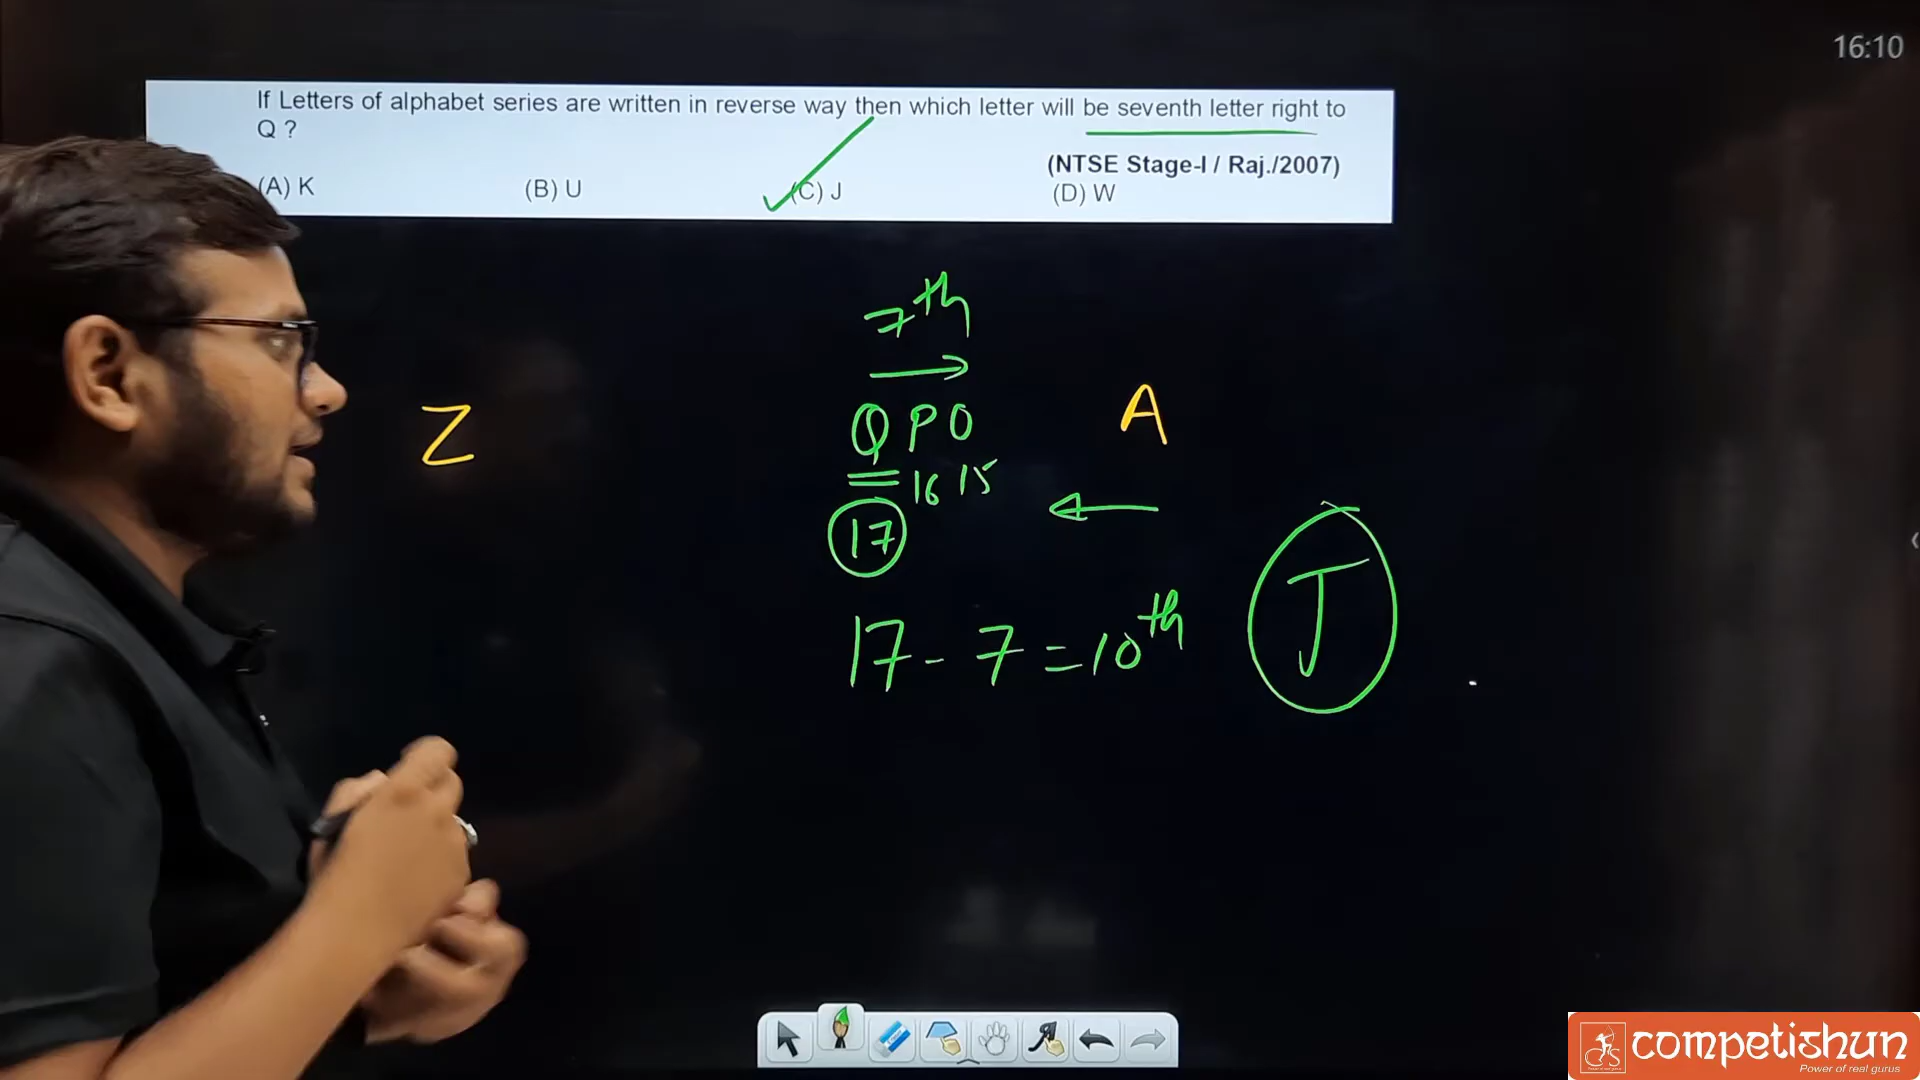 16:10
If Letters of alphabet series are written in reverse way then which letter will be seventh letter right to
Q ?
(NTSE Stage-I / Raj./2007)
(A) K (B) U (C) J (D) W
7th
Z Q P O A
16 15
17
17 - 7 = 10th J
competishun
Power of real gurus